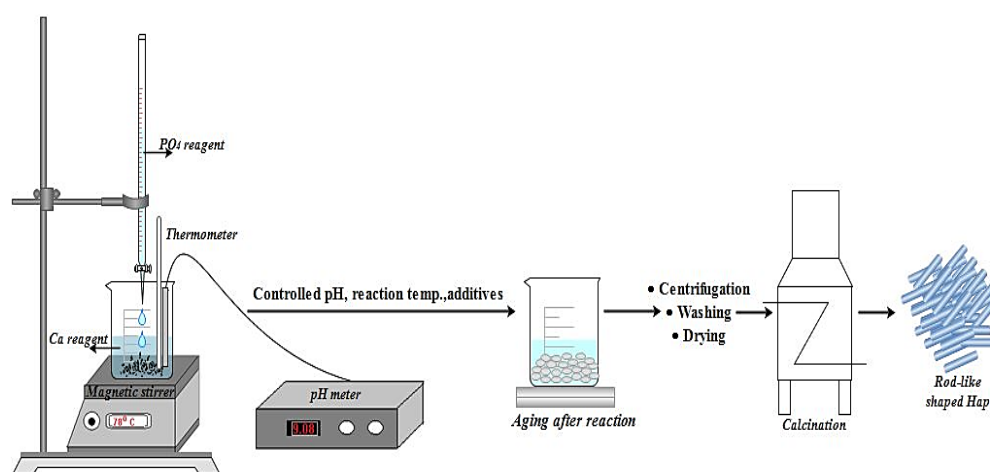 PO4 reagent
Thermometer
Ca reagent
Magnetic stirrer
70⁰ C
Controlled pH, reaction temp.,additives
pH meter
9.08
Aging after reaction
• Centrifugation
• Washing
• Drying
Calcination
Rod-like
shaped Hap